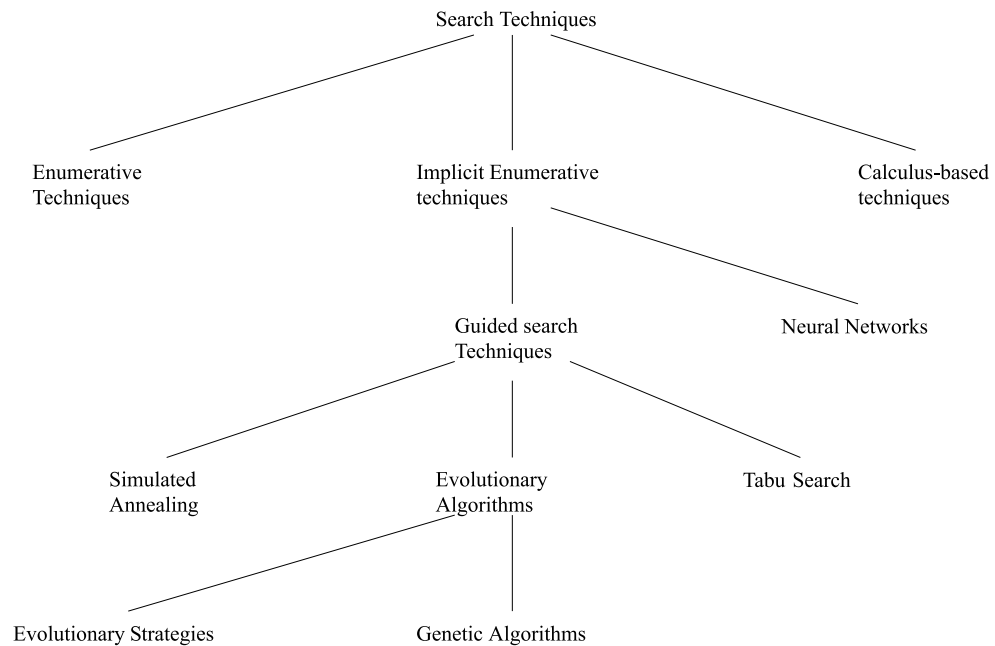 Search Techniques
Enumerative
Techniques
Implicit Enumerative
techniques
Calculus-based
techniques
Guided search
Techniques
Neural Networks
Simulated
Annealing
Evolutionary
Algorithms
Tabu Search
Evolutionary Strategies
Genetic Algorithms